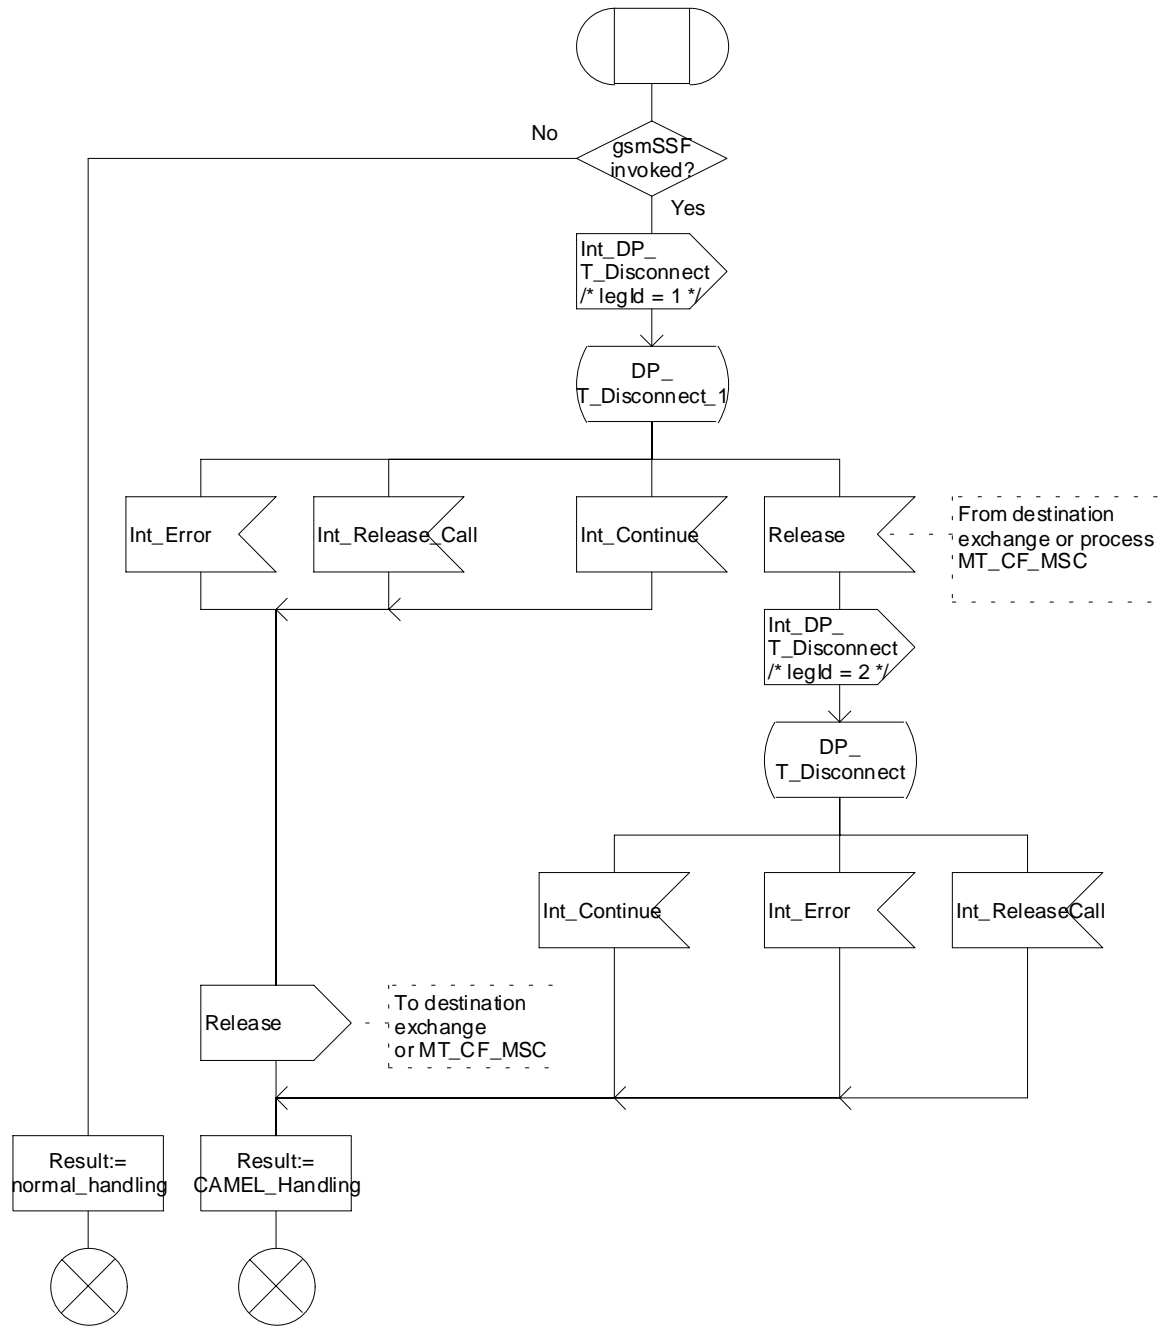 No
gsmSSF
invoked?
Yes
Int_DP_
T_Disconnect
/* legId = 1 */
DP_
T_Disconnect_1
Int_Error
Int_Release_Call
Int_Continue
Release
From destination
exchange or process
MT_CF_MSC
Int_DP_
T_Disconnect
/* legId = 2 */
DP_
T_Disconnect
Int_Continue
Int_Error
Int_ReleaseCall
Release
To destination
exchange
or MT_CF_MSC
Result:=
normal_handling
Result:=
CAMEL_Handling